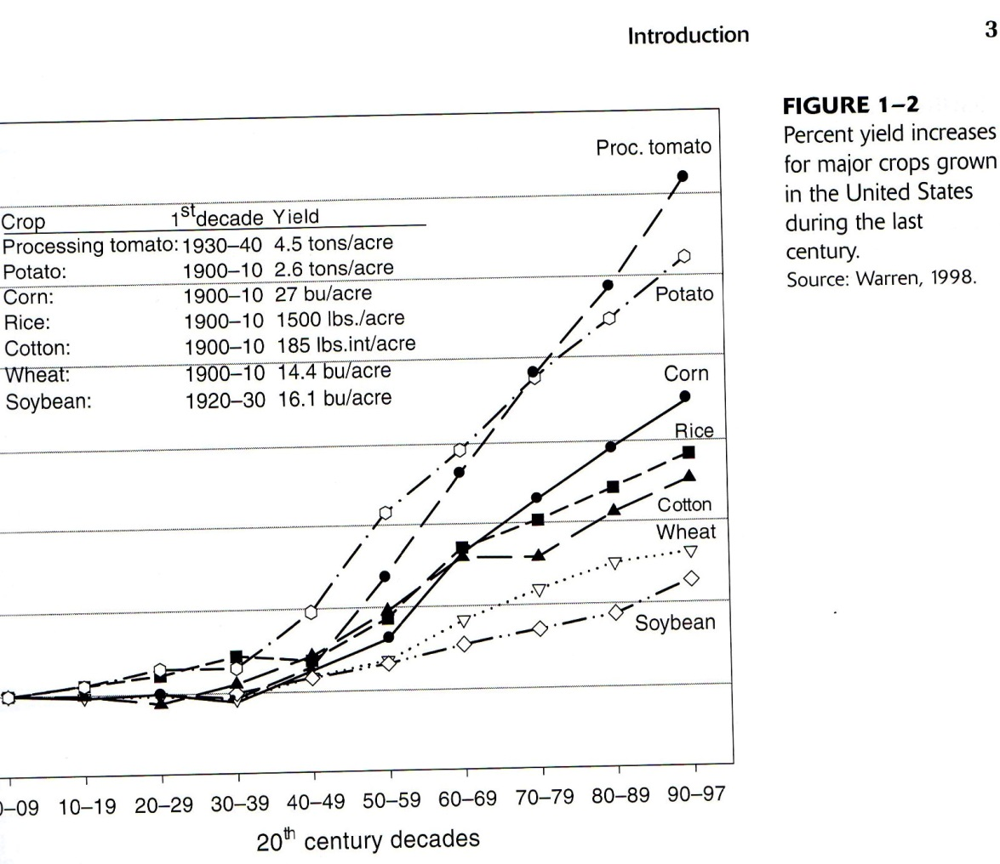 Introduction 3
FIGURE 1–2
Percent yield increases
for major crops grown
in the United States
during the last
century.
Source: Warren, 1998.
Proc. tomato
Potato
Corn
Rice
Cotton
Wheat
Soybean
Crop 1st decade Yield
Processing tomato: 1930–40 4.5 tons/acre
Potato: 1900–10 2.6 tons/acre
Corn: 1900–10 27 bu/acre
Rice: 1900–10 1500 lbs./acre
Cotton: 1900–10 185 lbs.int/acre
Wheat: 1900–10 14.4 bu/acre
Soybean: 1920–30 16.1 bu/acre
0–09 10–19 20–29 30–39 40–49 50–59 60–69 70–79 80–89 90–97
20th century decades